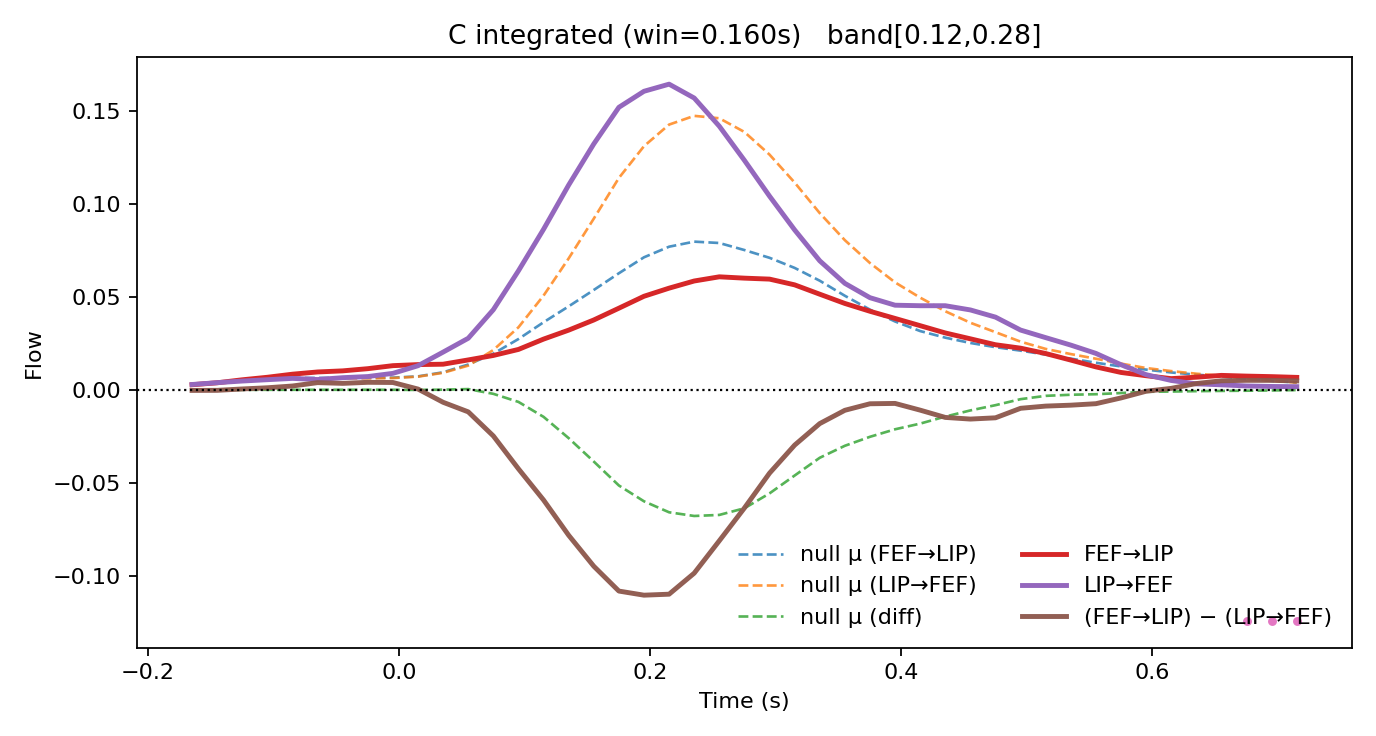 C integrated (win=0.160s)   band[0.12,0.28]
Flow
0.15
0.10
0.05
0.00
−0.05
−0.10
null μ (FEF→LIP)
null μ (LIP→FEF)
null μ (diff)
FEF→LIP
LIP→FEF
(FEF→LIP) − (LIP→FEF)
−0.2
0.0
0.2
0.4
0.6
Time (s)